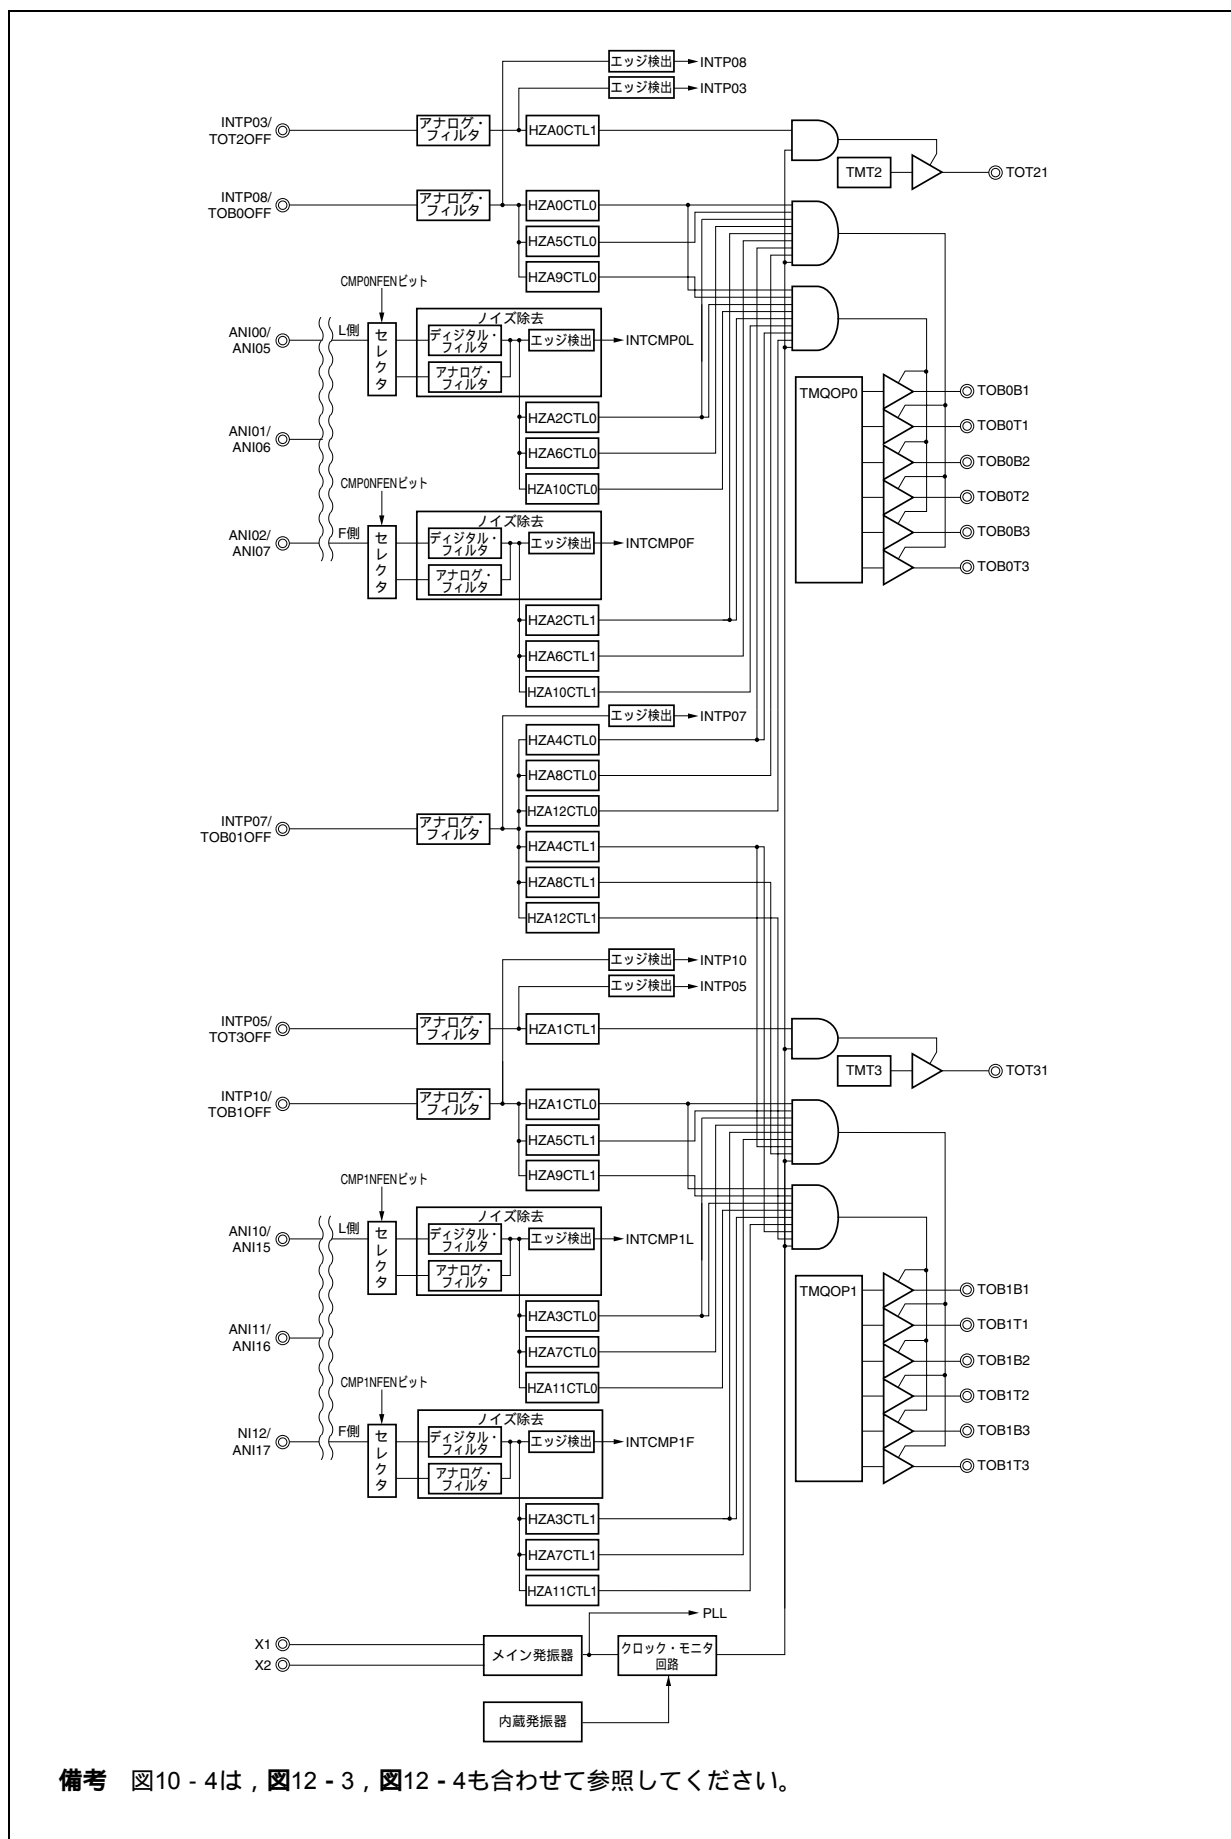 エッジ検出
INTP08
エッジ検出
INTP03
INTP03/
TOT2OFF
アナログ・
フィルタ
HZA0CTL1
TMT2
TOT21
INTP08/
TOB0OFF
アナログ・
フィルタ
HZA0CTL0
HZA5CTL0
HZA9CTL0
CMP0NFENビット
ANI00/
ANI05
L側
セレクタ
ノイズ除去
ディジタル・
フィルタ
エッジ検出
INTCMP0L
アナログ・
フィルタ
TMQOP0
TOB0B1
HZA2CTL0
TOB0T1
ANI01/
ANI06
HZA6CTL0
TOB0B2
HZA10CTL0
TOB0T2
CMP0NFENビット
ANI02/
ANI07
F側
セレクタ
ノイズ除去
ディジタル・
フィルタ
エッジ検出
INTCMP0F
TOB0B3
アナログ・
フィルタ
TOB0T3
HZA2CTL1
HZA6CTL1
HZA10CTL1
エッジ検出
INTP07
HZA4CTL0
HZA8CTL0
HZA12CTL0
INTP07/
TOB01OFF
アナログ・
フィルタ
HZA4CTL1
HZA8CTL1
HZA12CTL1
エッジ検出
INTP10
エッジ検出
INTP05
INTP05/
TOT3OFF
アナログ・
フィルタ
HZA1CTL1
TMT3
TOT31
INTP10/
TOB1OFF
アナログ・
フィルタ
HZA1CTL0
HZA5CTL1
HZA9CTL1
CMP1NFENビット
ANI10/
ANI15
L側
セレクタ
ノイズ除去
ディジタル・
フィルタ
エッジ検出
INTCMP1L
アナログ・
フィルタ
TMQOP1
TOB1B1
HZA3CTL0
TOB1T1
ANI11/
ANI16
HZA7CTL0
TOB1B2
HZA11CTL0
TOB1T2
CMP1NFENビット
NI12/
ANI17
F側
セレクタ
ノイズ除去
ディジタル・
フィルタ
エッジ検出
INTCMP1F
TOB1B3
アナログ・
フィルタ
TOB1T3
HZA3CTL1
HZA7CTL1
HZA11CTL1
PLL
X1
X2
メイン発振器
クロック・モニタ
回路
内蔵発振器
備考 図10 - 4は，図12 - 3，図12 - 4も合わせて参照してください。